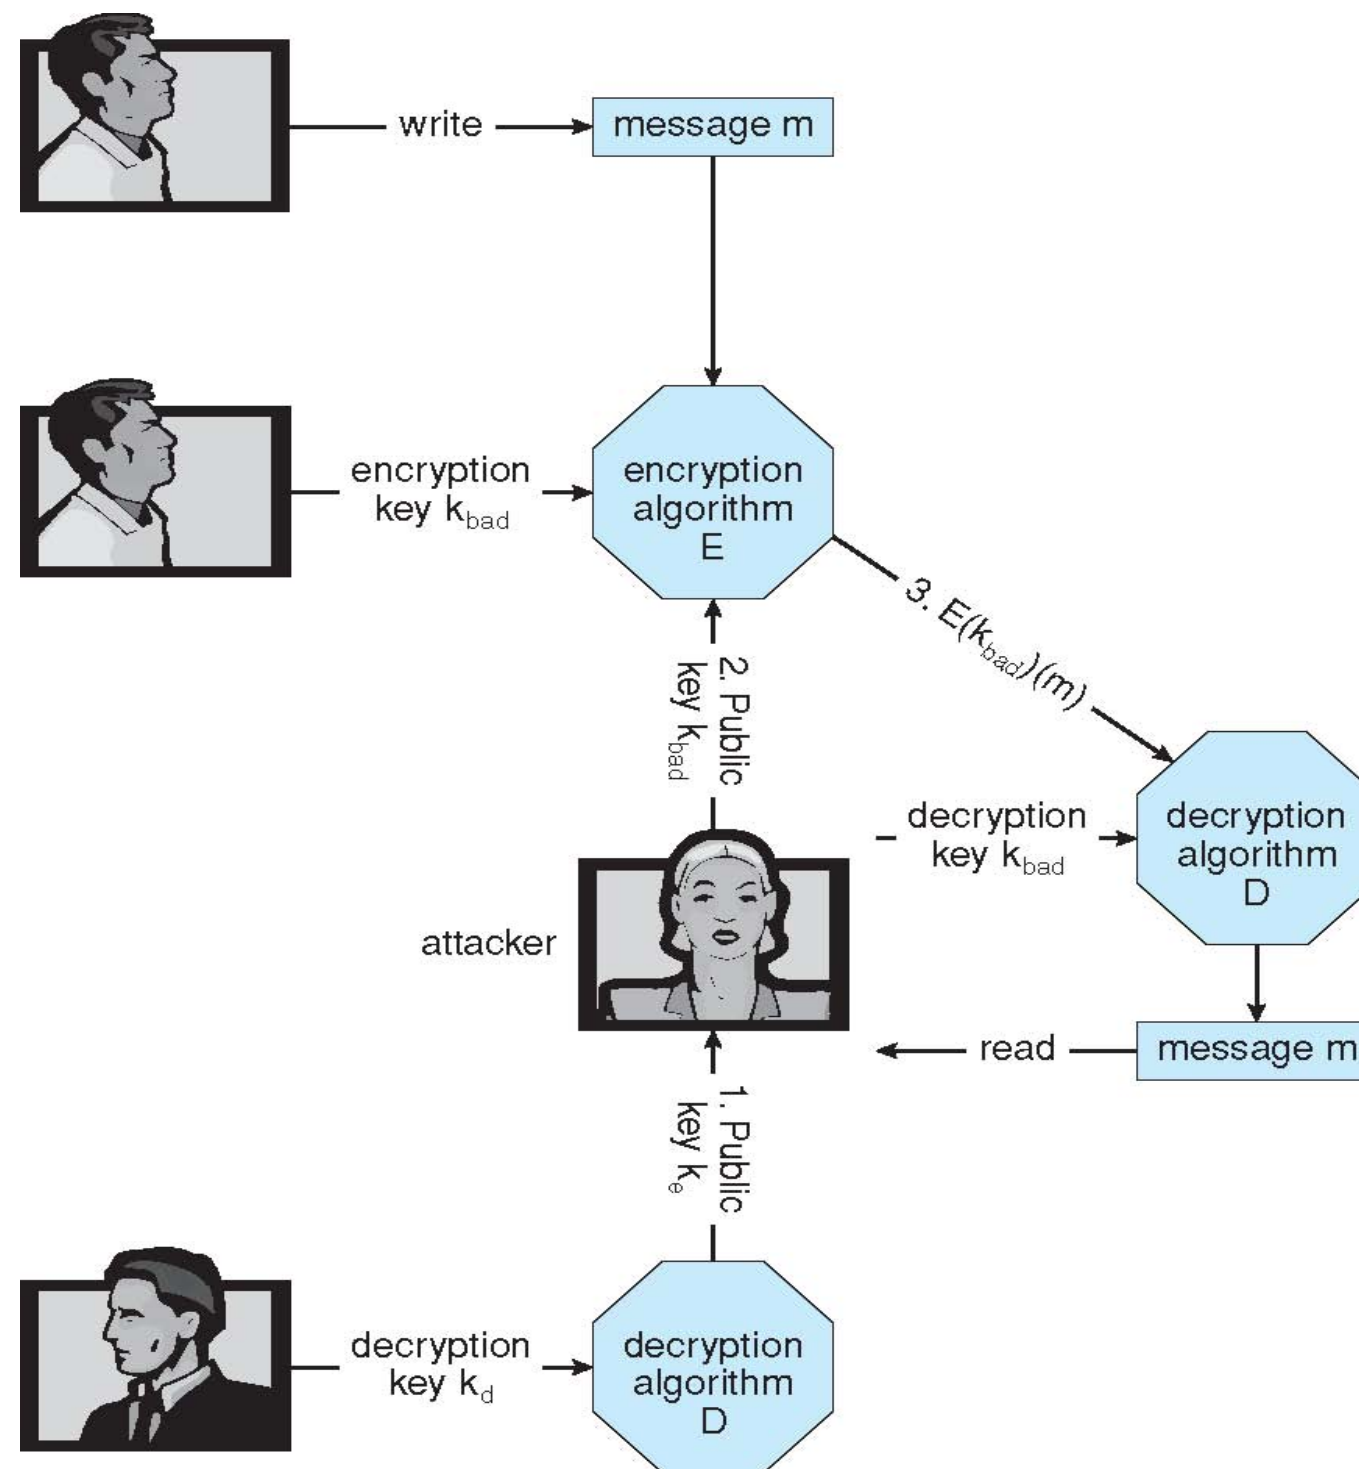 write
message m
encryption
key k_bad
encryption
algorithm
E
3. E(k_bad)(m)
2. Public
key k_bad
decryption
key k_bad
decryption
algorithm
D
attacker
read
message m
1. Public
key k_e
decryption
key k_d
decryption
algorithm
D